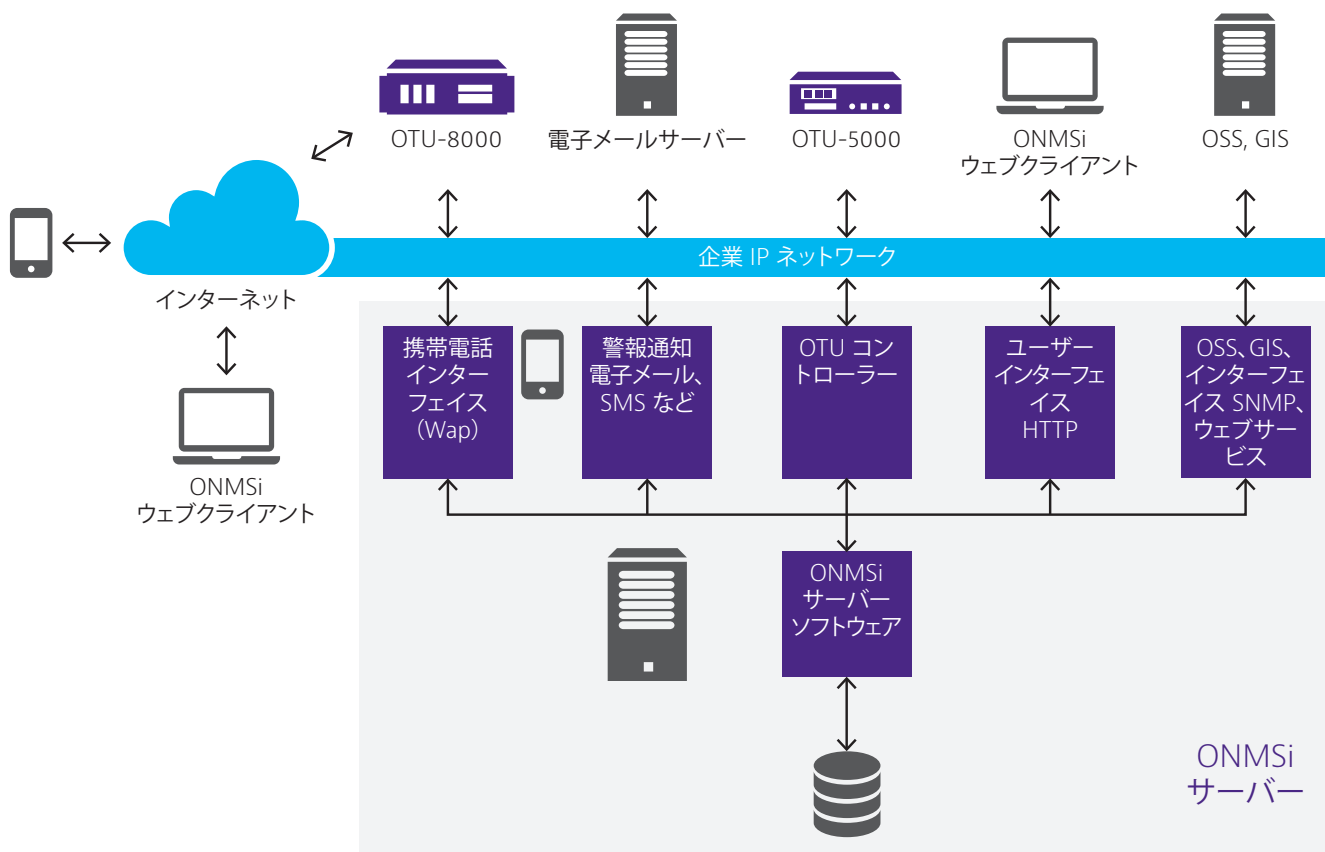 OTU-8000
電子メールサーバー
OTU-5000
ONMSi
ウェブクライアント
OSS, GIS
企業 IP ネットワーク
インターネット
ONMSi
ウェブクライアント
携帯電話
インター
フェイス
（Wap）
警報通知
電子メール、
SMS など
OTU コン
トローラー
ユーザー
インターフェ
イス
HTTP
OSS、GIS、
インターフェ
イス SNMP、
ウェブサー
ビス
ONMSi
サーバー
ソフトウェア
ONMSi
サーバー